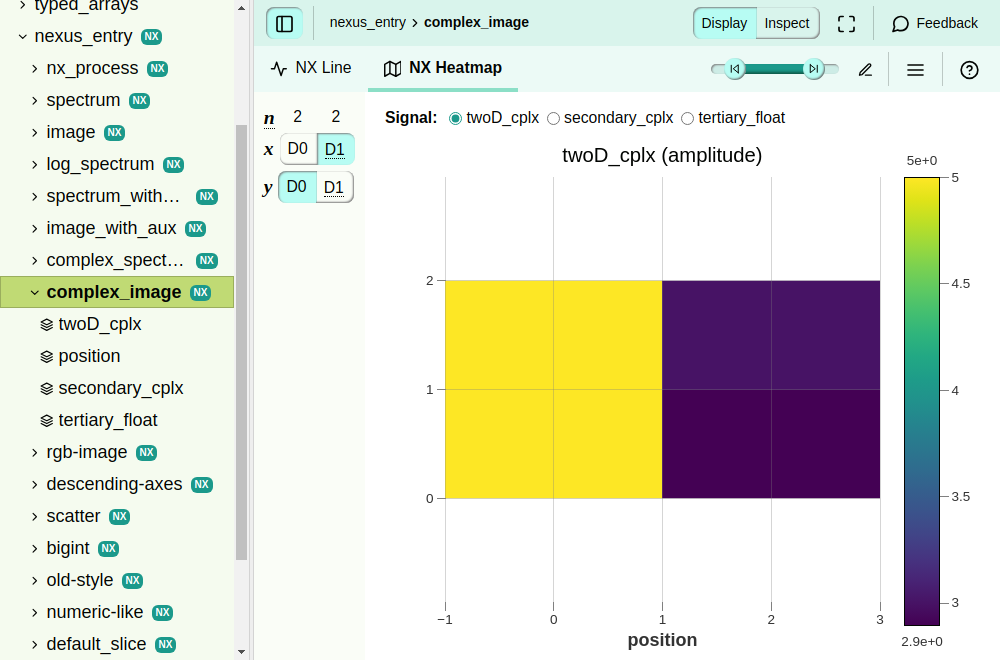 typed_arrays
nexus_entry NX
nx_process NX
spectrum NX
image NX
log_spectrum NX
spectrum_with… NX
image_with_aux NX
complex_spect… NX
complex_image NX
twoD_cplx
position
secondary_cplx
tertiary_float
rgb-image NX
descending-axes NX
scatter NX
bigint NX
old-style NX
numeric-like NX
default_slice NX
nexus_entry › complex_image
Display Inspect
Feedback
NX Line
NX Heatmap
n 2 2
x D0 D1
y D0 D1
Signal: twoD_cplx secondary_cplx tertiary_float
twoD_cplx (amplitude)
2
1
0
−1 0 1 2 3
position
5e+0
5
4.5
4
3.5
3
2.9e+0